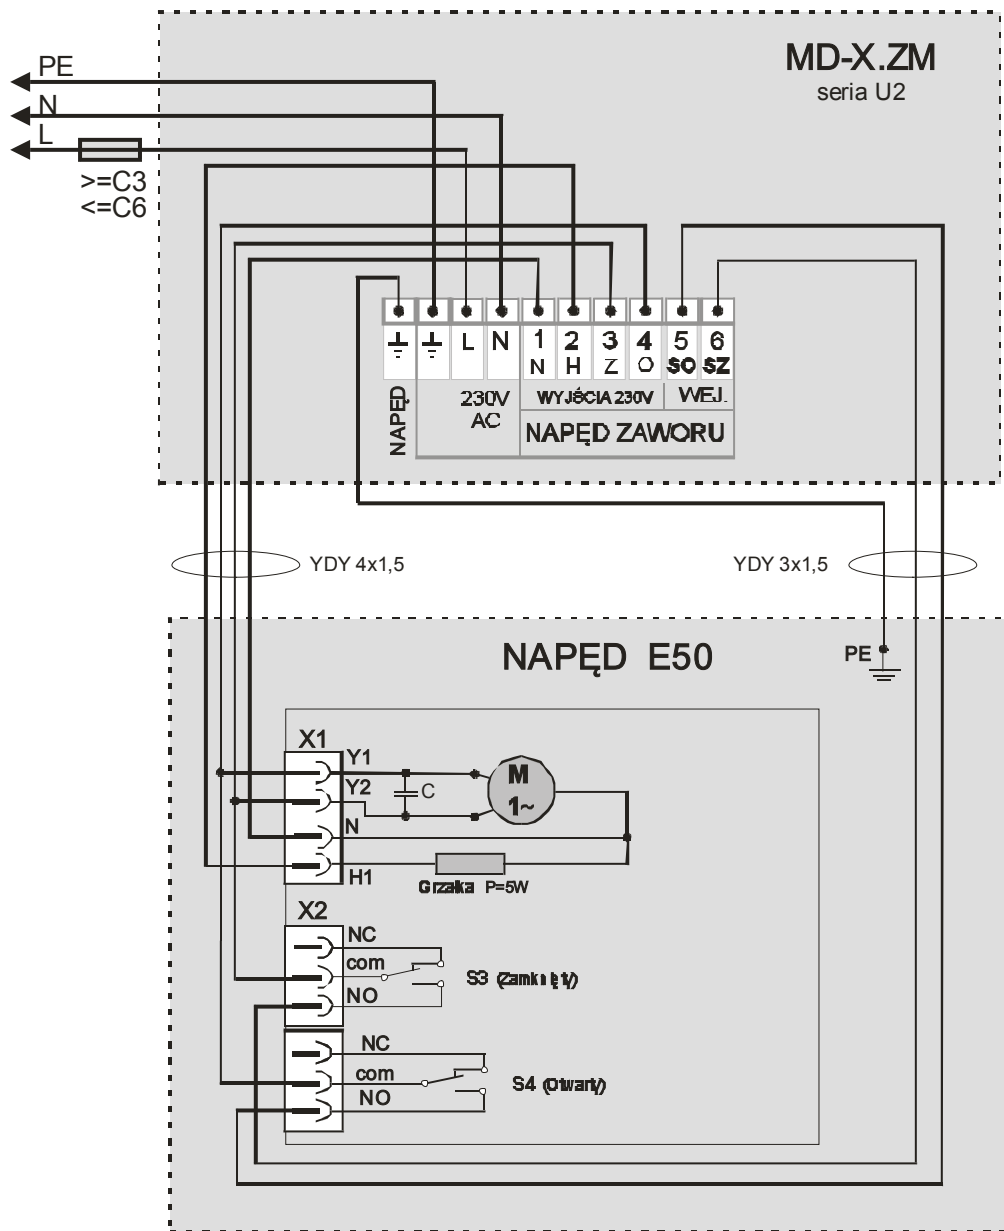 MD-X.ZM
seria U2
PE
N
L
>=C3
<=C6
L N 1 2 3 4 5 6
N H Z O SO SZ
NAPĘD
230V
AC
WYJŚCIA 230V WEJ.
NAPĘD ZAWORU
YDY 4x1,5
YDY 3x1,5
NAPĘD E50
PE
X1
Y1
Y2
N
H1
C
M
1~
Grzałka P=5W
X2
NC
com
NO
S3 (Zamknięty)
NC
com
NO
S4 (Otwarty)